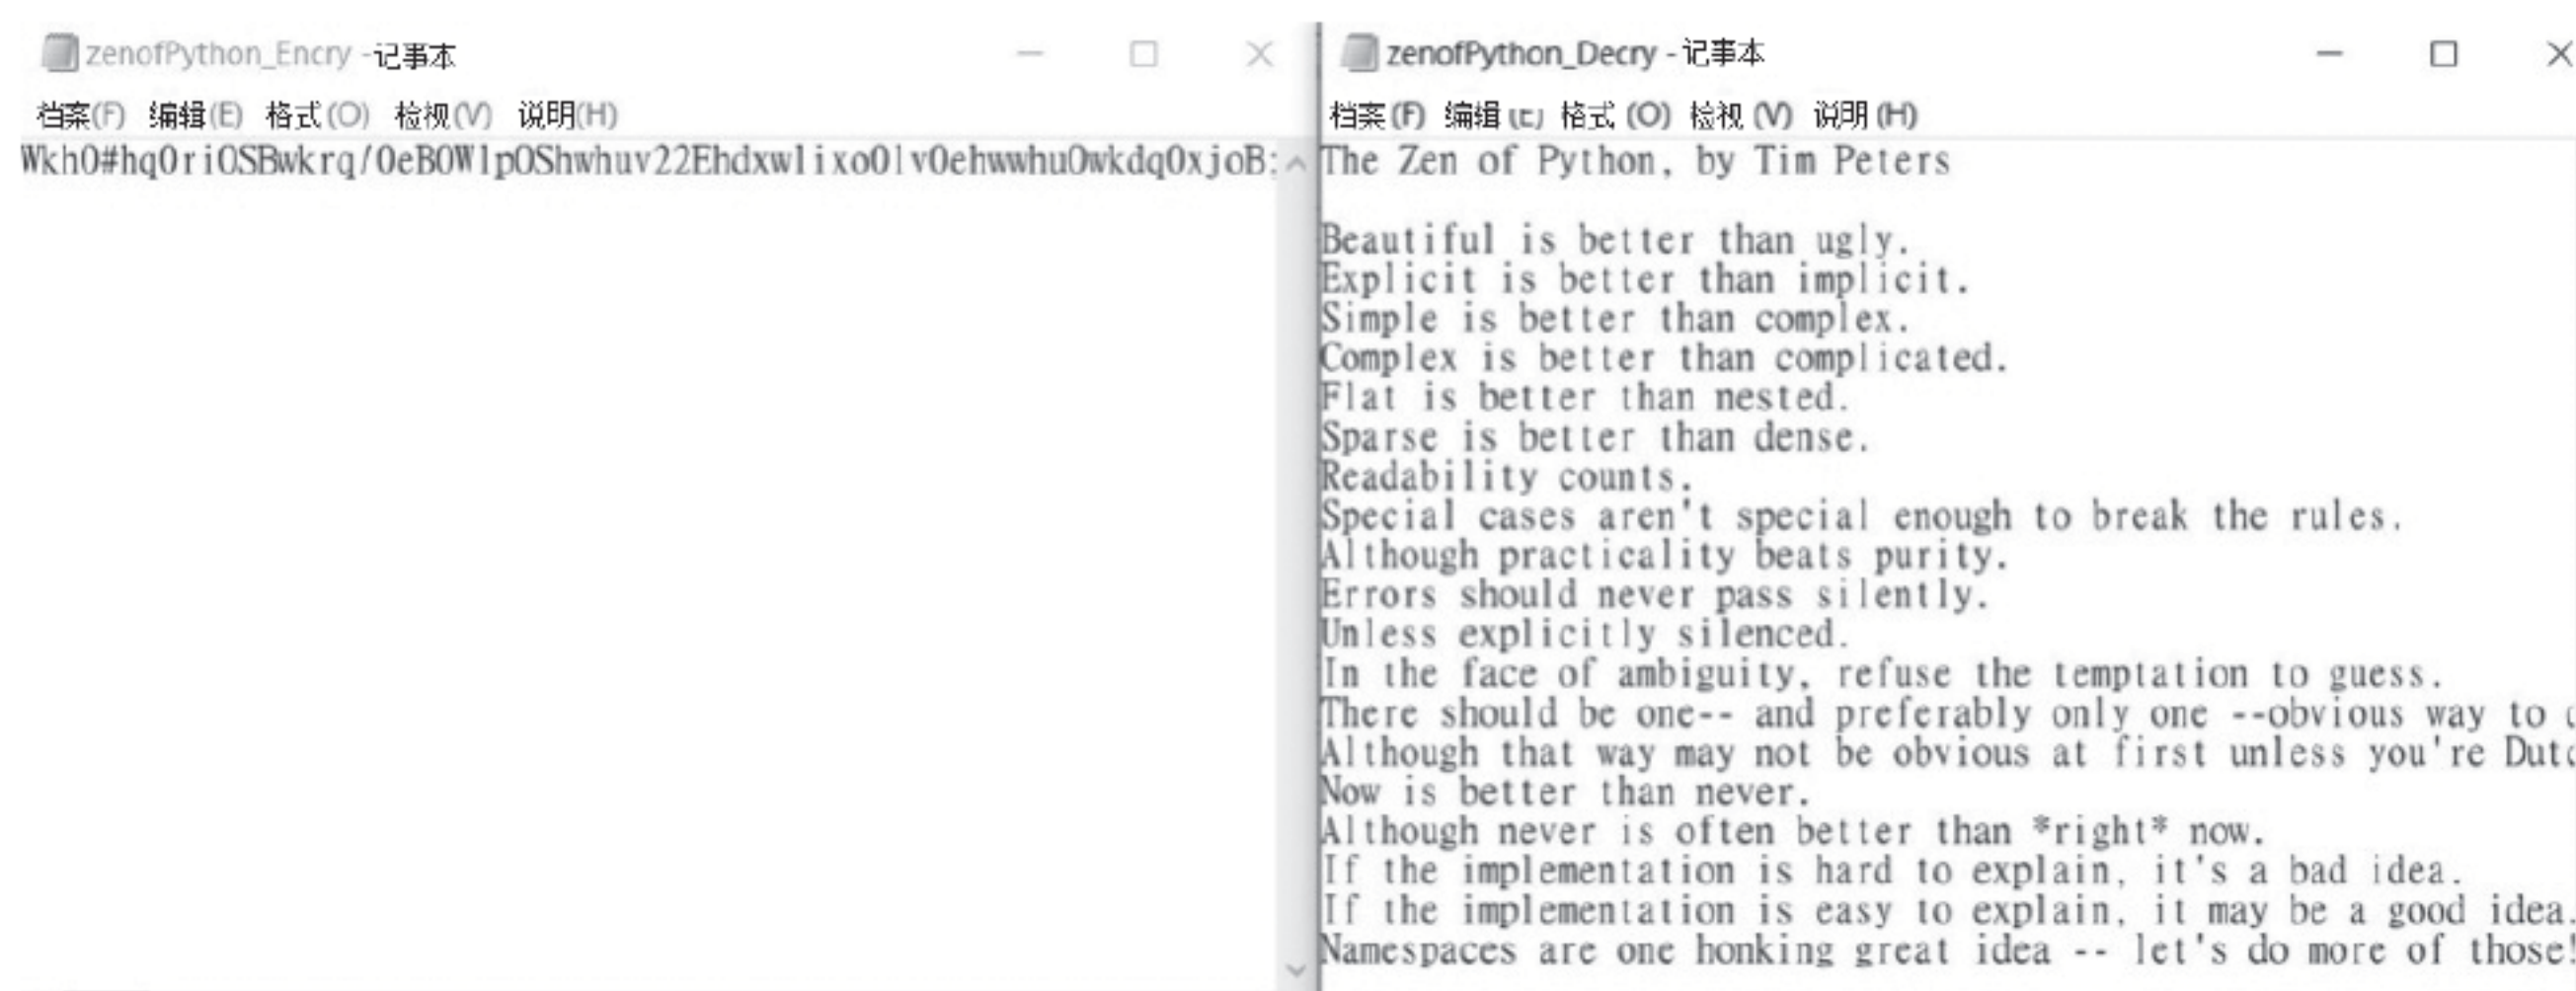 zenofPython_Encry -记事本
档案(F) 编辑(E) 格式(O) 检视(V) 说明(H)
Wkh0#hq0ri0SBwkrq/0eB0Wlp0Shwhuv22Ehdxwlixo0lv0ehwwhu0wkdq0xjoB:
zenofPython_Decry - 记事本
档案(F) 编辑(E) 格式(O) 检视(V) 说明(H)
The Zen of Python, by Tim Peters
Beautiful is better than ugly.
Explicit is better than implicit.
Simple is better than complex.
Complex is better than complicated.
Flat is better than nested.
Sparse is better than dense.
Readability counts.
Special cases aren't special enough to break the rules.
Although practicality beats purity.
Errors should never pass silently.
Unless explicitly silenced.
In the face of ambiguity, refuse the temptation to guess.
There should be one-- and preferably only one --obvious way to
Although that way may not be obvious at first unless you're Dutc
Now is better than never.
Although never is often better than *right* now.
If the implementation is hard to explain, it's a bad idea.
If the implementation is easy to explain, it may be a good idea.
Namespaces are one honking great idea -- let's do more of those!